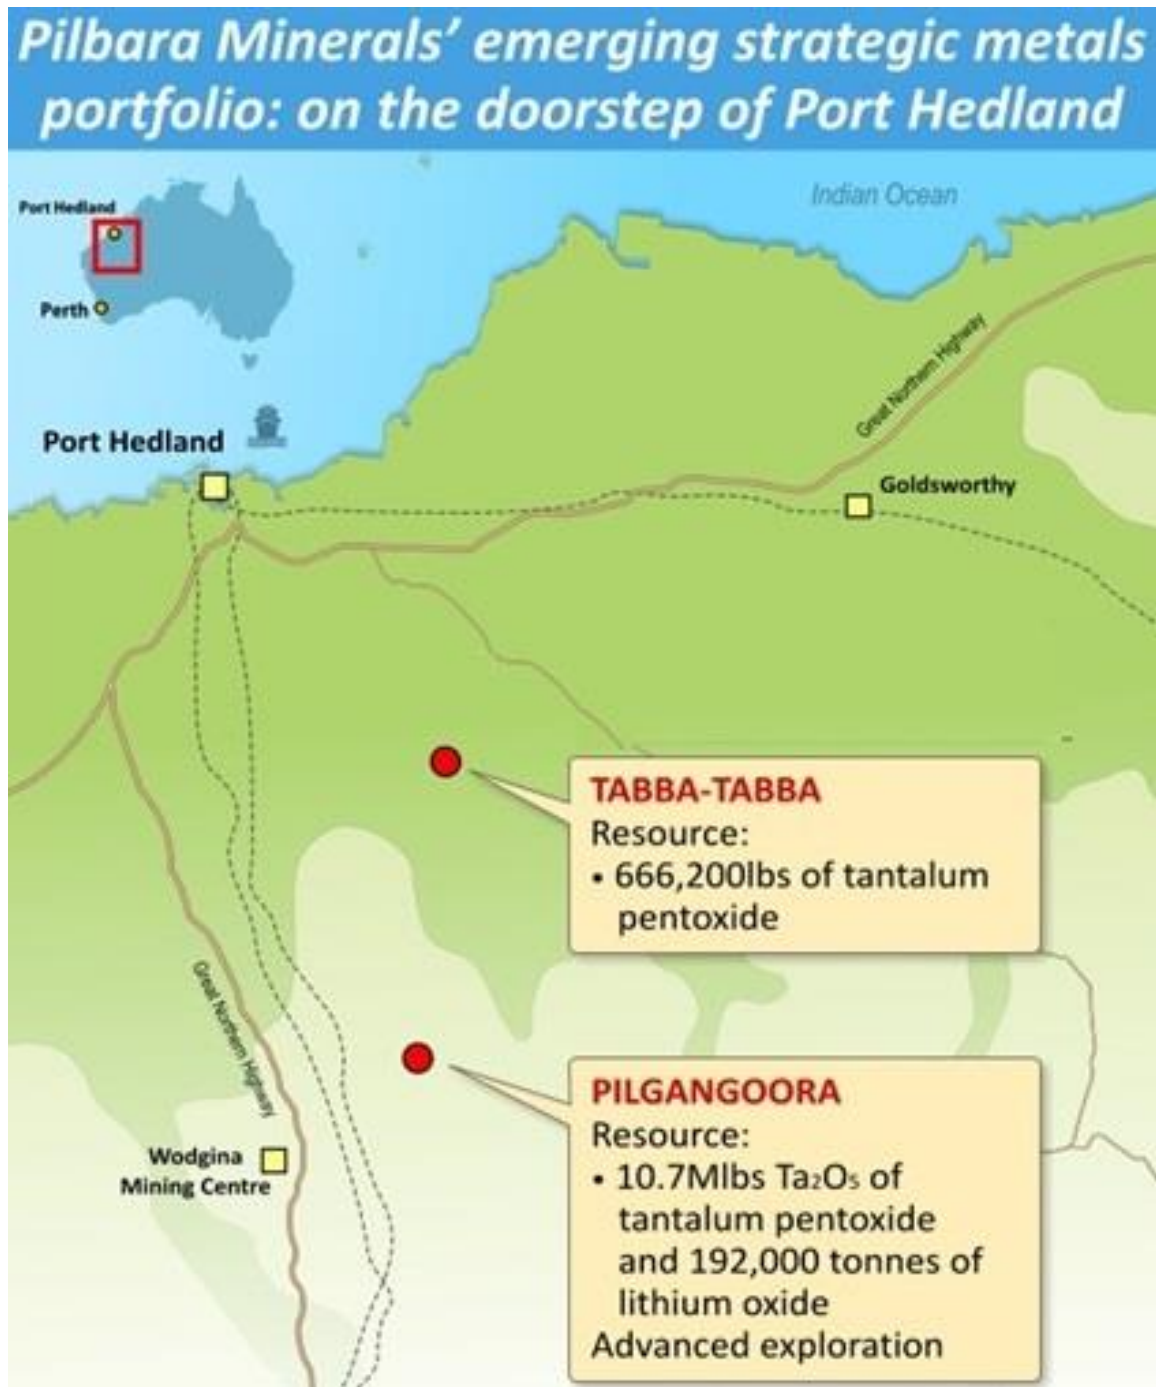 Pilbara Minerals’ emerging strategic metals
portfolio: on the doorstep of Port Hedland
Port Hedland
Perth
Indian Ocean
Great Northern Highway
Port Hedland
Goldsworthy
TABBA-TABBA
Resource:
• 666,200lbs of tantalum
pentoxide
Great Northern Highway
PILGANGOORA
Resource:
• 10.7Mlbs Ta₂O₅ of
tantalum pentoxide
and 192,000 tonnes of
lithium oxide
Advanced exploration
Wodgina
Mining Centre